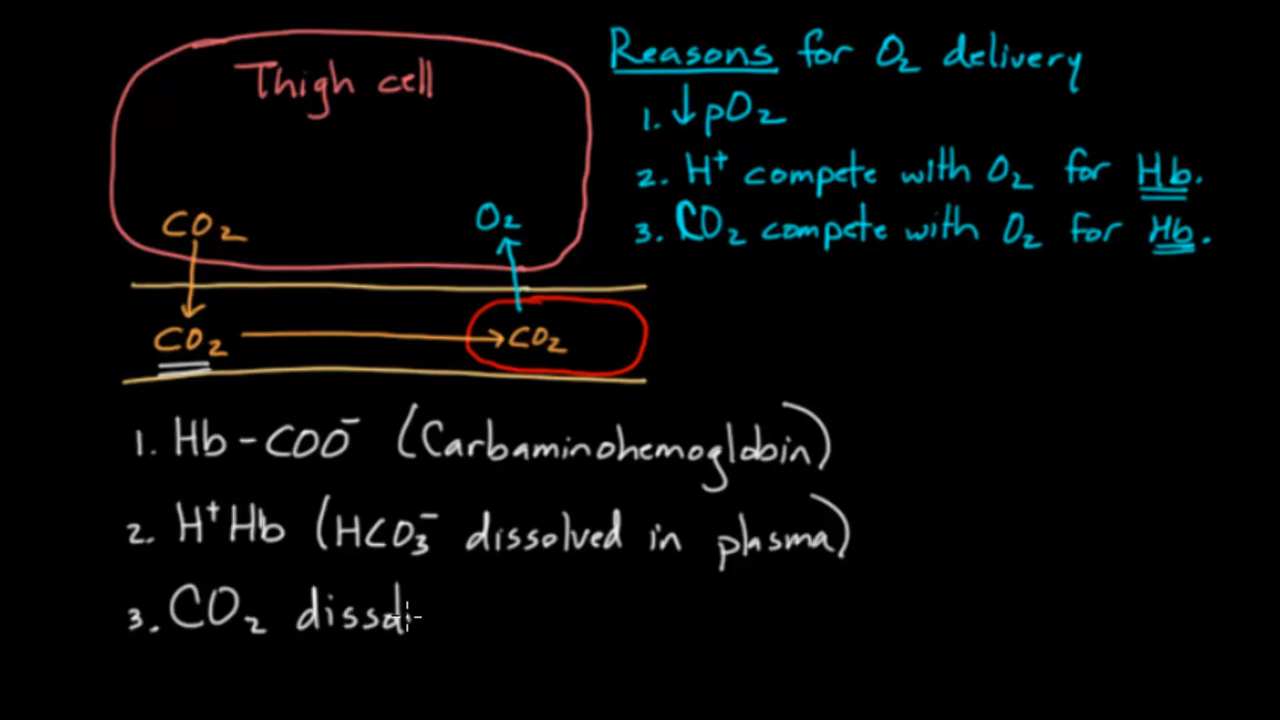 Thigh cell
CO₂
O₂
CO₂
CO₂
Reasons for O₂ delivery
1. ↓pO₂
2. H⁺ compete with O₂ for Hb.
3. CO₂ compete with O₂ for Hb.
1. Hb-COO⁻ (Carbaminohemoglobin)
2. H⁺Hb (HCO₃⁻ dissolved in plasma)
3. CO₂ dissol